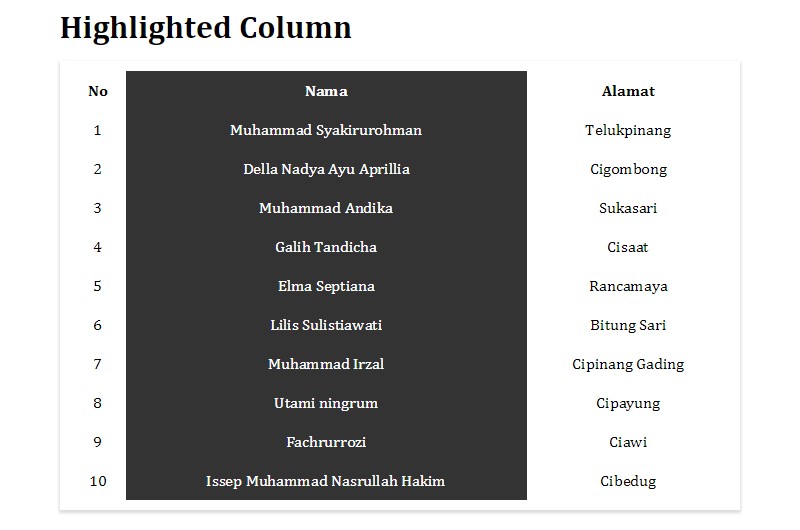 Highlighted Column
No Nama Alamat
1 Muhammad Syakirurohman Telukpinang
2 Della Nadya Ayu Aprillia Cigombong
3 Muhammad Andika Sukasari
4 Galih Tandicha Cisaat
5 Elma Septiana Rancamaya
6 Lilis Sulistiawati Bitung Sari
7 Muhammad Irzal Cipinang Gading
8 Utami ningrum Cipayung
9 Fachrurrozi Ciawi
10 Issep Muhammad Nasrullah Hakim Cibedug